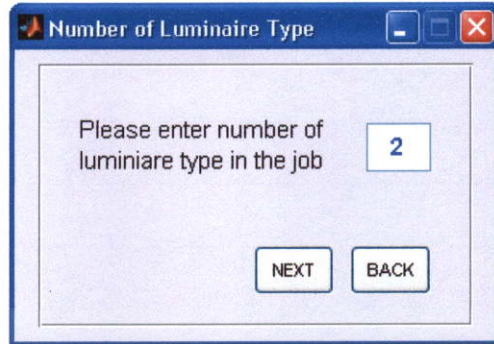 Number of Luminaire Type
Please enter number of
luminiare type in the job
2
NEXT
BACK